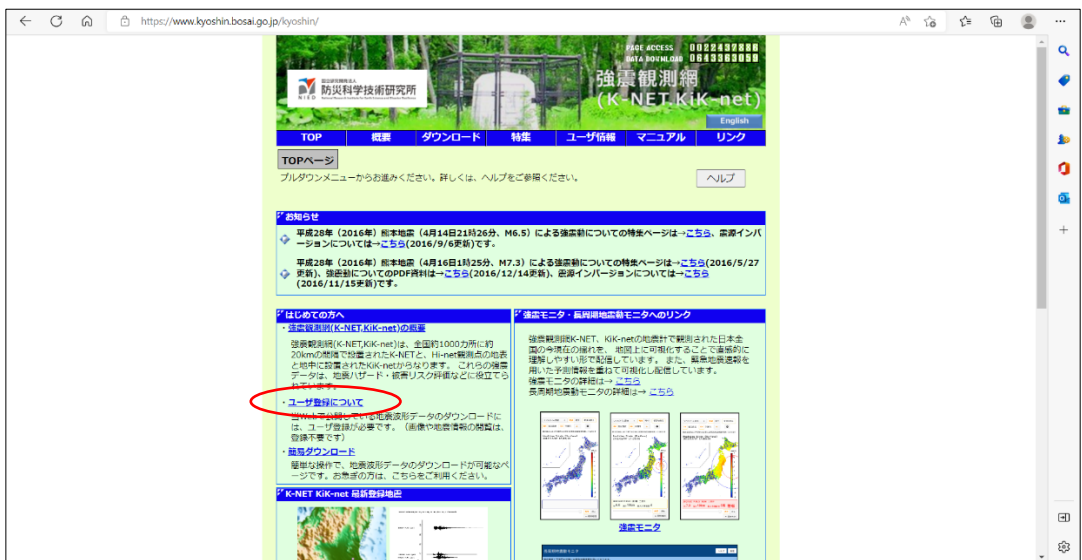 https://www.kyoshin.bosai.go.jp/kyoshin/
PAGE ACCESS
DATA DOWNLOAD
防災科学技術研究所
NIED
強震観測網
(K-NET,KiK-net)
English
TOP 概要 ダウンロード 特集 ユーザ情報 マニュアル リンク
TOPページ
プルダウンメニューからお進みください。詳しくは、ヘルプをご参照ください。
ヘルプ
お知らせ
平成28年（2016年）熊本地震（4月14日21時26分、M6.5）による強震動についての特集ページは→こちら、震源インバ
ージョンについては→こちら(2016/9/6更新)です。
平成28年（2016年）熊本地震（4月16日1時25分、M7.3）による強震動についての特集ページは→こちら(2016/5/27
更新)、強震動についてのPDF資料は→こちら(2016/12/14更新)、震源インバージョンについては→こちら
(2016/11/15更新)です。
はじめての方へ
・強震観測網(K-NET,KiK-net)の概要
強震観測網(K-NET,KiK-net)は、全国約1000カ所に約
20kmの間隔で設置されたK-NETと、Hi-net観測点の地表
と地中に設置されたKiK-netからなります。 これらの強震
データは、地震ハザード・被害リスク評価などに役立てら
れています。
・ユーザ登録について
当Webで公開している地震波形データのダウンロードに
は、ユーザ登録が必要です。（画像や地震情報の閲覧は、
登録不要です）
・簡易ダウンロード
簡単な操作で、地震波形データのダウンロードが可能なペ
ージです。お急ぎの方は、こちらをご利用ください。
K-NET KiK-net 最新登録地震
強震モニタ・長周期地震動モニタへのリンク
強震観測網K-NET、KiK-netの地震計で観測された日本全
国の今現在の揺れを、 地図上に可視化することで直感的に
理解しやすい形で配信しています。 また、緊急地震速報を
用いた予測情報を重ねて可視化し配信しています。
強震モニタの詳細は→ こちら
長周期地震動モニタの詳細は→ こちら
強震モニタ